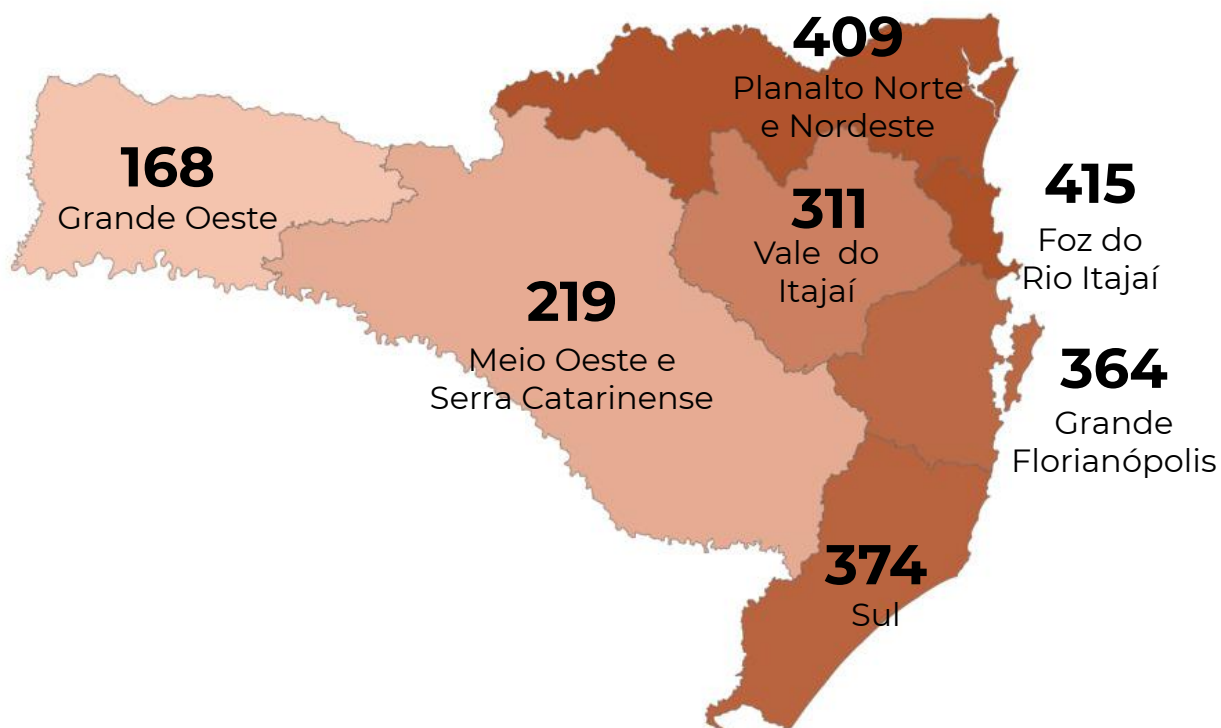 409
Planalto Norte
e Nordeste
168
Grande Oeste
415
Foz do
Rio Itajaí
311
Vale do
Itajaí
219
Meio Oeste e
Serra Catarinense
364
Grande
Florianópolis
374
Sul